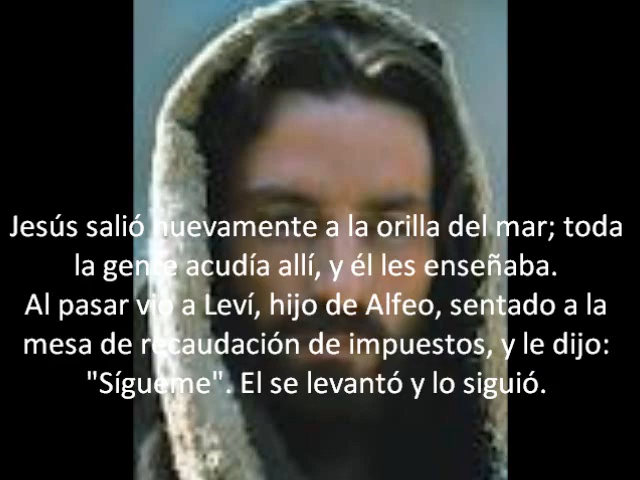 Jesús salió nuevamente a la orilla del mar; toda
la gente acudía allí, y él les enseñaba.
Al pasar vio a Leví, hijo de Alfeo, sentado a la
mesa de recaudación de impuestos, y le dijo:
"Sígueme". El se levantó y lo siguió.